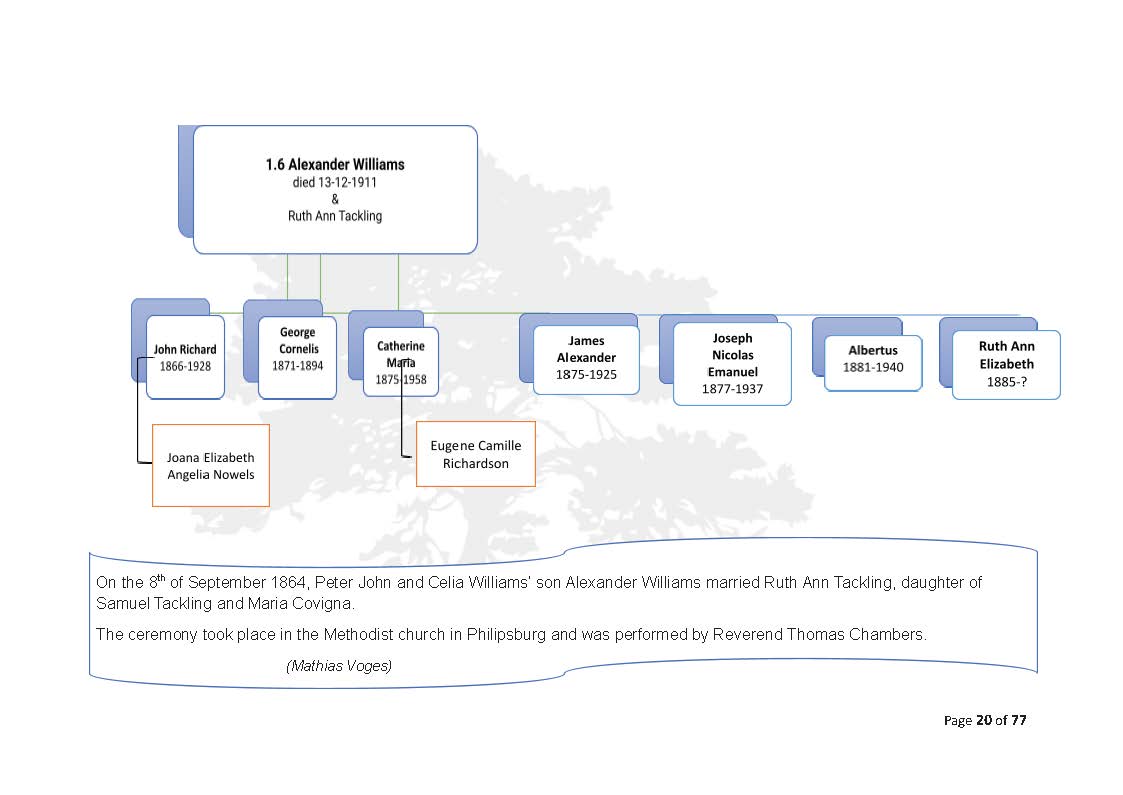 1.6 Alexander Williams
died 13-12-1911
&
Ruth Ann Tackling
John Richard
1866-1928
George
Cornelis
1871-1894
Catherine
Maria
1875-1958
James
Alexander
1875-1925
Joseph
Nicolas
Emanuel
1877-1937
Albertus
1881-1940
Ruth Ann
Elizabeth
1885-?
Joana Elizabeth
Angelia Nowels
Eugene Camille
Richardson
On the 8th of September 1864, Peter John and Celia Williams' son Alexander Williams married Ruth Ann Tackling, daughter of
Samuel Tackling and Maria Covigna.
The ceremony took place in the Methodist church in Philipsburg and was performed by Reverend Thomas Chambers.
(Mathias Voges)
Page 20 of 77